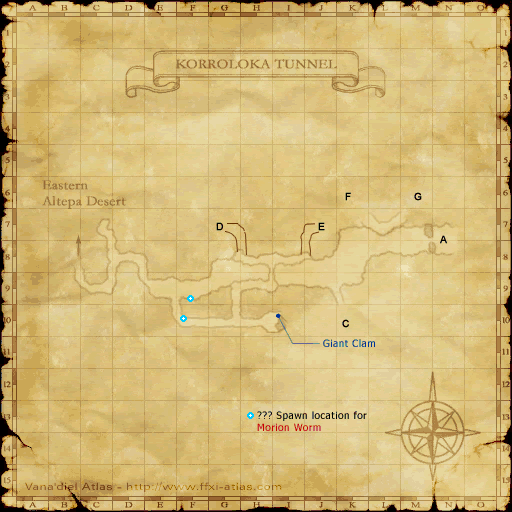 A B C D E F G H I J K L M N O
KORROLOKA TUNNEL
1
2
3
4
5
6
7
8
9
10
11
12
13
14
15
Eastern
Altepa Desert
F
G
D
E
A
C
Giant Clam
??? Spawn location for
Morion Worm
Vana'diel Atlas - http://www.ffxi-atlas.com
A B C D E F G H I J K L M N O